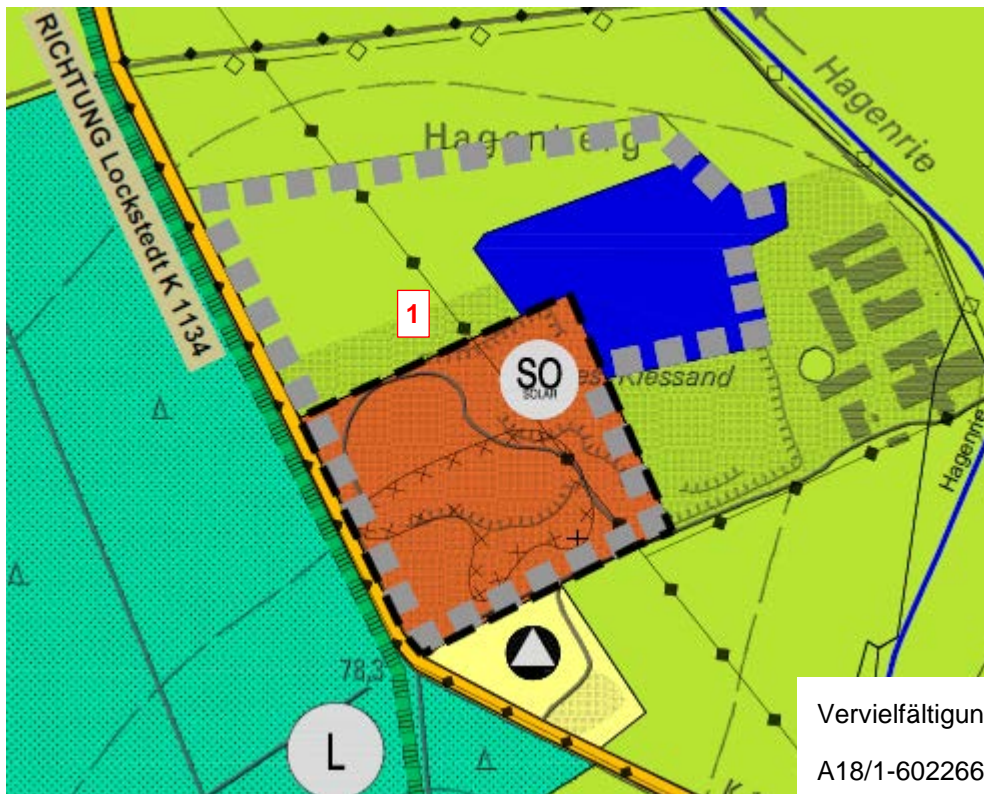 RICHTUNG Lockstedt K 1134
Hagenberg
Hagenrie
1
SO
SOLAR
Kiessand
Hagenrie
78,3
L
Vervielfältigun
A18/1-602266
K